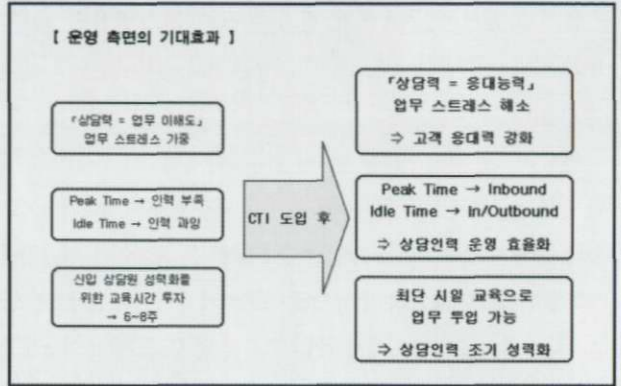 [ 운영 측면의 기대효과 ]
「상담력 = 업무 이해도」
업무 스트레스 가중
Peak Time → 인력 부족
Idle Time → 인력 과잉
신입 상담원 성력화를
위한 교육시간 투자
→ 6~8주
CTI 도입 후
「상담력 = 응대능력」
업무 스트레스 해소
⇨ 고객 응대력 강화
Peak Time → Inbound
Idle Time → In/Outbound
⇨ 상담인력 운영 효율화
최단 시일 교육으로
업무 투입 가능
⇨ 상담인력 조기 성력화